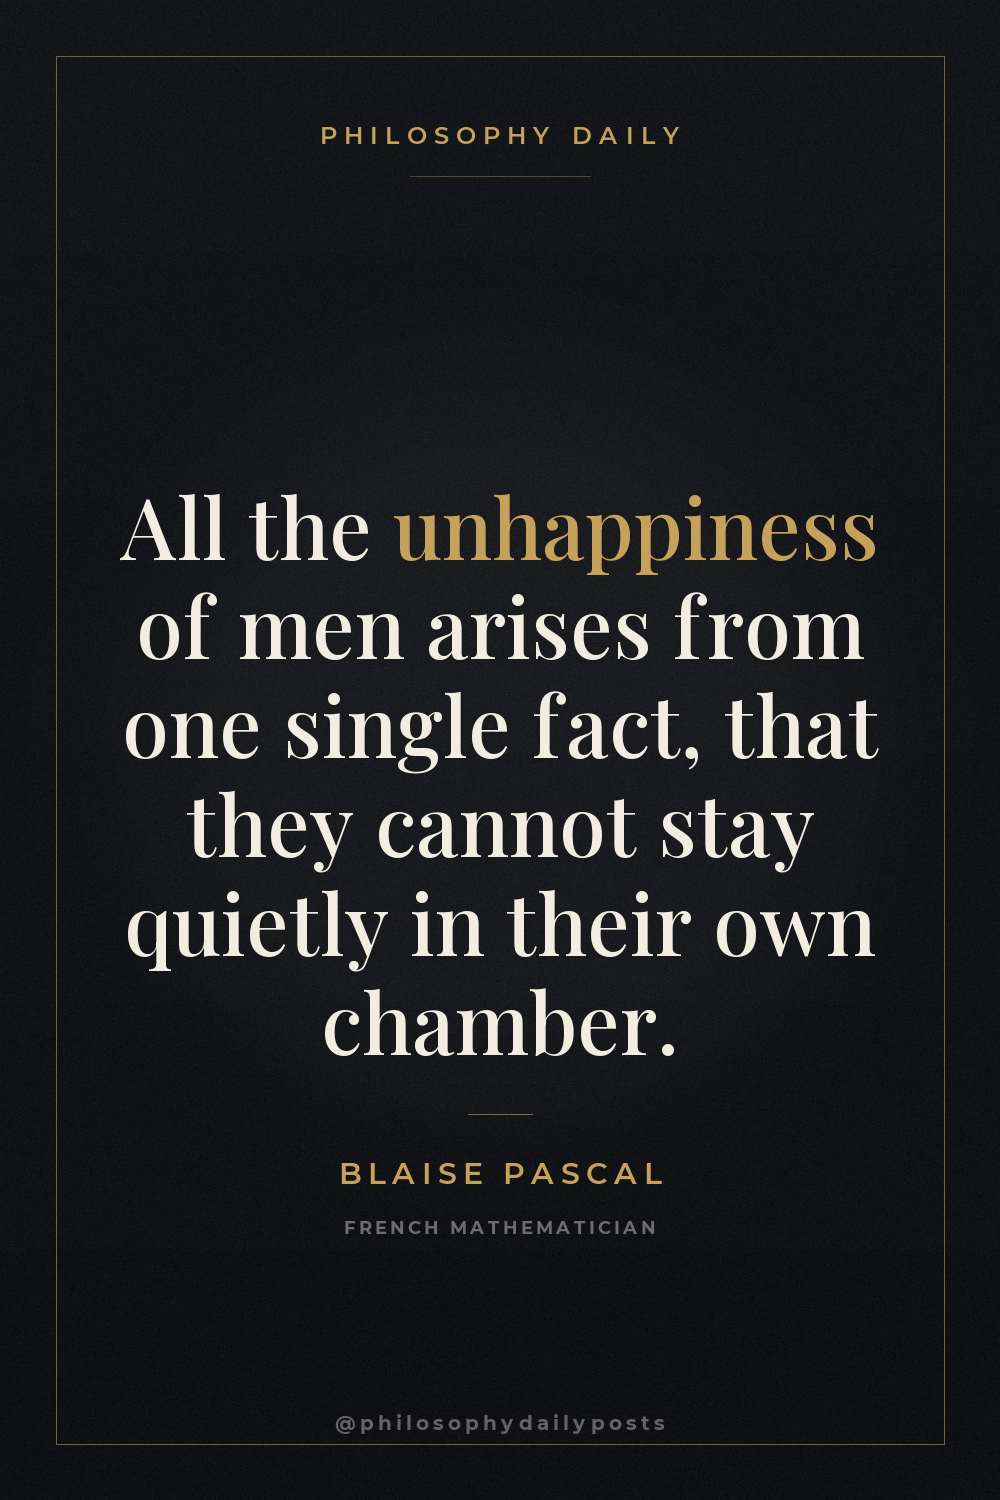 PHILOSOPHY DAILY
All the unhappiness
of men arises from
one single fact, that
they cannot stay
quietly in their own
chamber.
BLAISE PASCAL
FRENCH MATHEMATICIAN
@philosophydailyposts